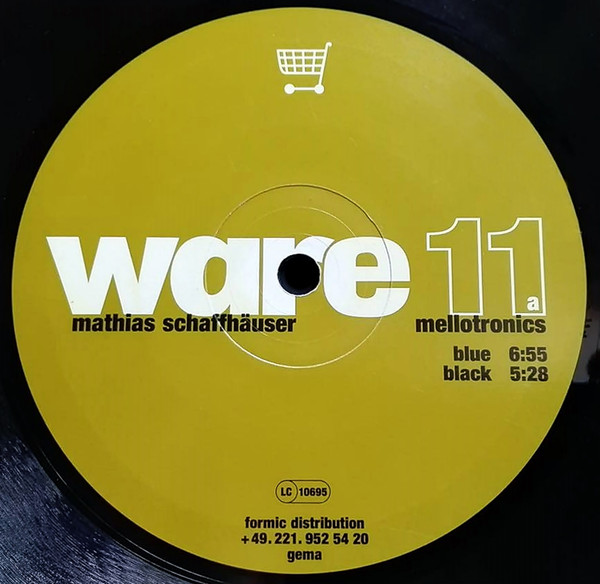 ware 11
a
mathias schaffhäuser mellotronics
blue 6:55
black 5:28
LC 10695
formic distribution
+49. 221. 952 54 20
gema